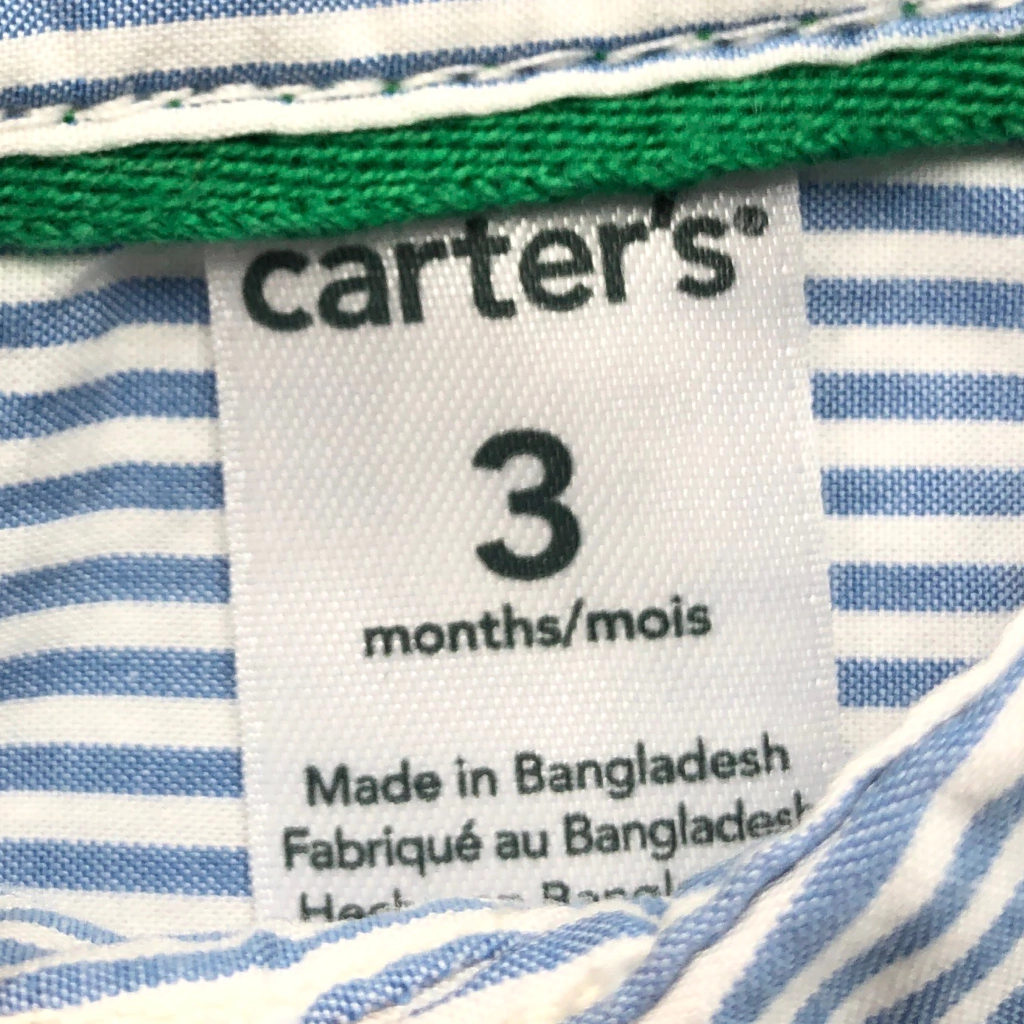 carter's®
3
months/mois
Made in Bangladesh
Fabriqué au Bangladesh